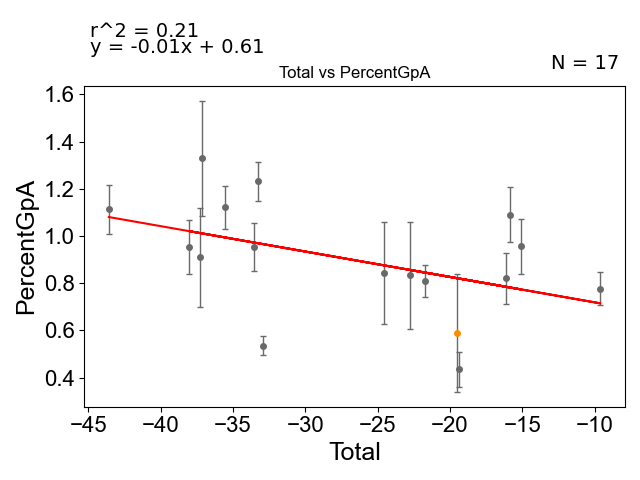 r^2 = 0.21
y = -0.01x + 0.61
N = 17
Total vs PercentGpA
1.6
1.4
1.2
1.0
0.8
0.6
0.4
PercentGpA
−45 −40 −35 −30 −25 −20 −15 −10
Total